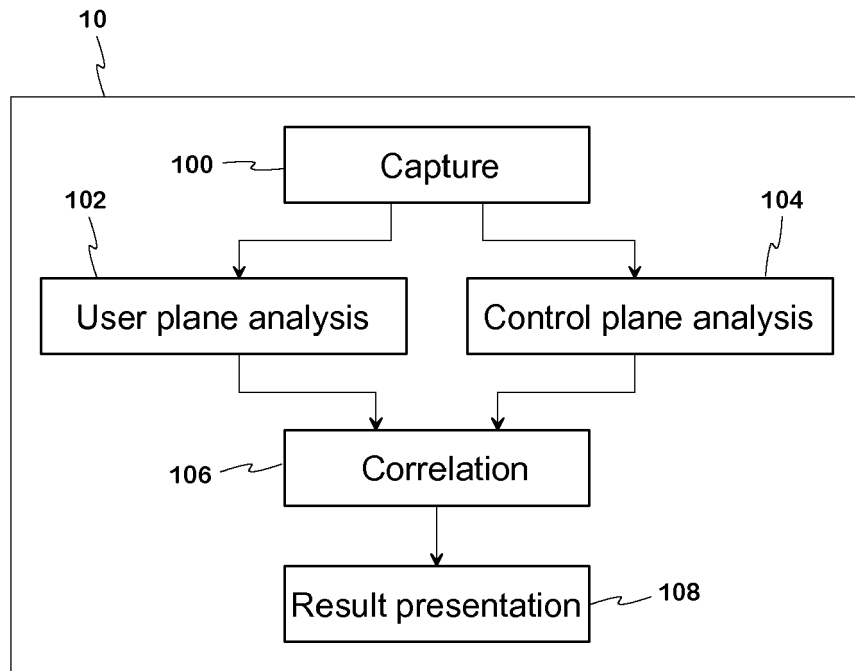 10
100
Capture
102
104
User plane analysis
Control plane analysis
106
Correlation
Result presentation
108